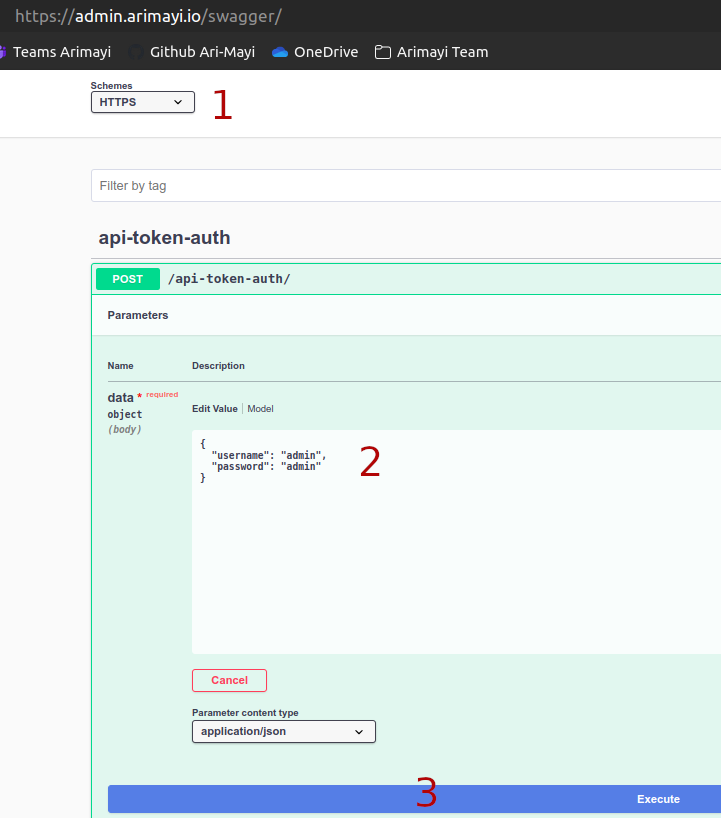 https://admin.arimayi.io/swagger/
Teams Arimayi Github Ari-Mayi OneDrive Arimayi Team
Schemes
HTTPS 1
Filter by tag
api-token-auth
POST /api-token-auth/
Parameters
Name Description
data * required
object
(body)
Edit Value | Model
{
"username": "admin",
"password": "admin"
}
2
Cancel
Parameter content type
application/json
3 Execute